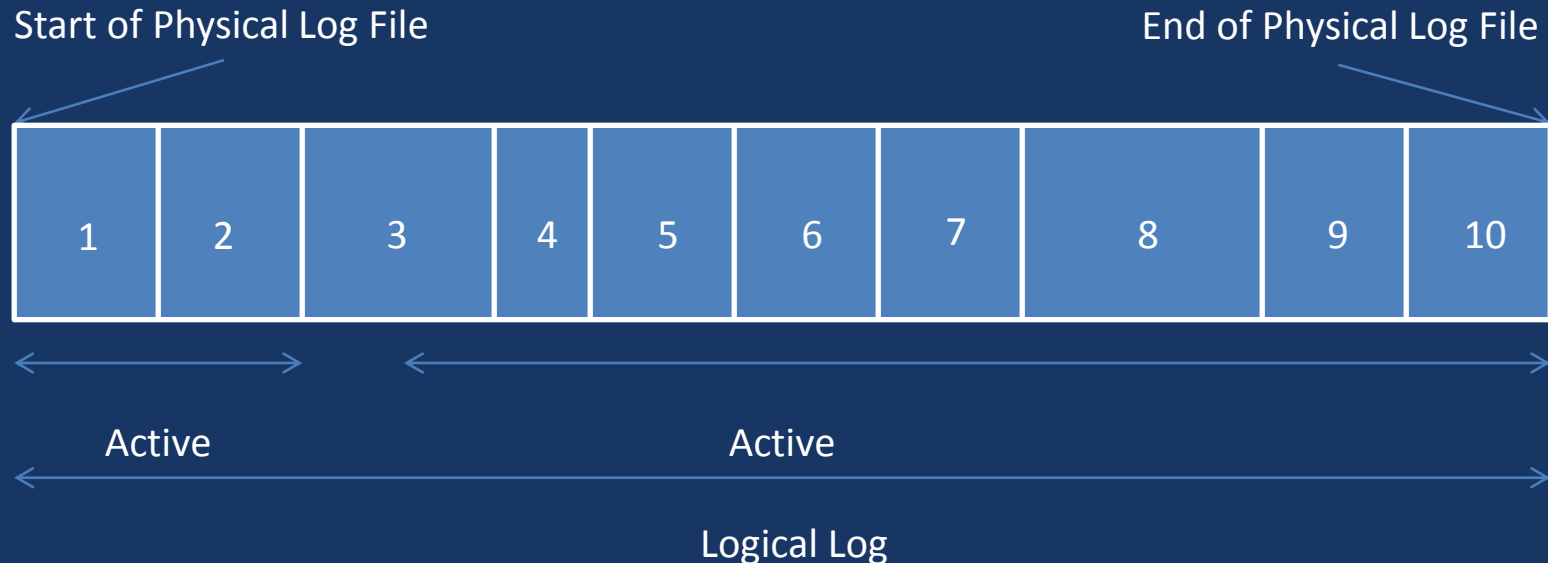 Start of Physical Log File
End of Physical Log File
1 2 3 4 5 6 7 8 9 10
Active
Active
Logical Log